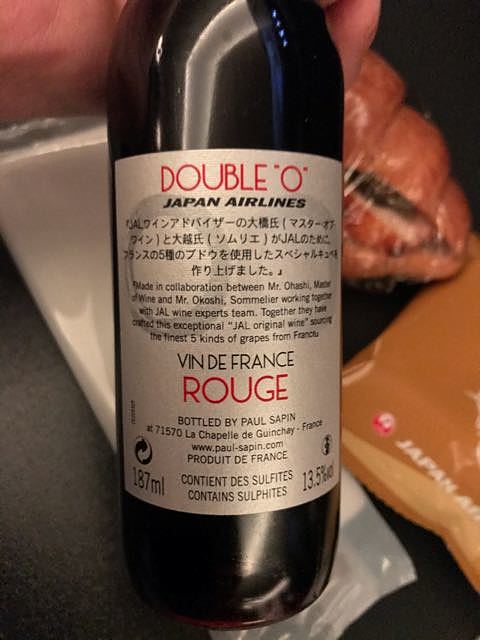 DOUBLE "O"
JAPAN AIRLINES
『JALワインアドバイザーの大橋氏(マスターオブ
ワイン)と大越氏(ソムリエ)がJALのために、
フランスの5種のブドウを使用したスペシャルキュベを
作り上げました。』
"Made in collaboration between Mr. Ohashi, Master
of Wine and Mr. Okoshi, Sommelier working together
with JAL wine experts team. Together they have
crafted this exceptional "JAL original wine" sourcing
the finest 5 kinds of grapes from France
VIN DE FRANCE
ROUGE
BOTTLED BY PAUL SAPIN
at 71570 La Chapelle de Guinchay - France
www.paul-sapin.com
PRODUIT DE FRANCE
187ml
CONTIENT DES SULFITES
CONTAINS SULPHITES
13.5%vol
JAPAN AI